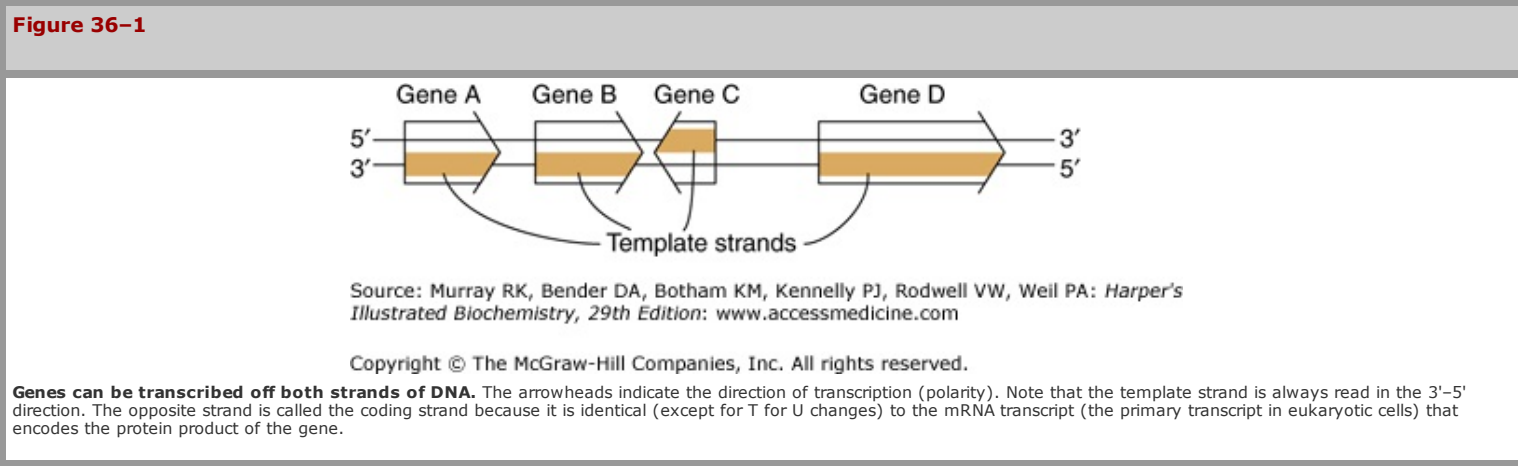 Figure 36–1
Gene A Gene B Gene C Gene D
5′ 3′
3′ 5′
Template strands
Source: Murray RK, Bender DA, Botham KM, Kennelly PJ, Rodwell VW, Weil PA: Harper's
Illustrated Biochemistry, 29th Edition: www.accessmedicine.com
Copyright © The McGraw-Hill Companies, Inc. All rights reserved.
Genes can be transcribed off both strands of DNA. The arrowheads indicate the direction of transcription (polarity). Note that the template strand is always read in the 3'–5'
direction. The opposite strand is called the coding strand because it is identical (except for T for U changes) to the mRNA transcript (the primary transcript in eukaryotic cells) that
encodes the protein product of the gene.